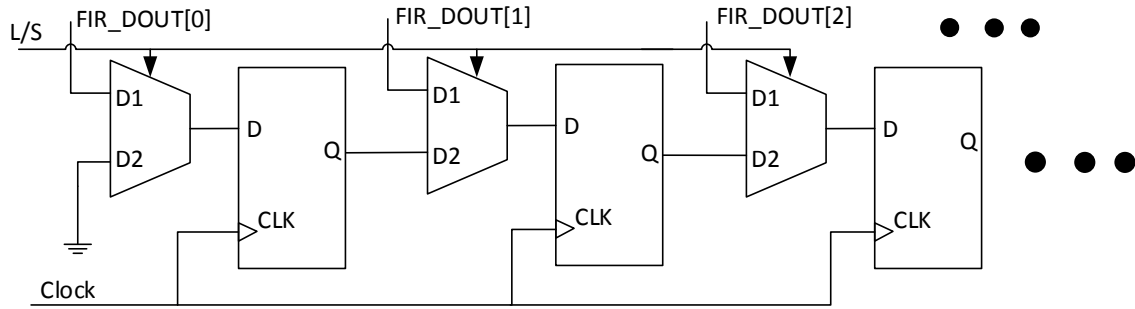 FIR_DOUT[0]
FIR_DOUT[1]
FIR_DOUT[2]
L/S
D1
D2
D
Q
CLK
D1
D2
D
Q
CLK
D1
D2
D
Q
CLK
Clock